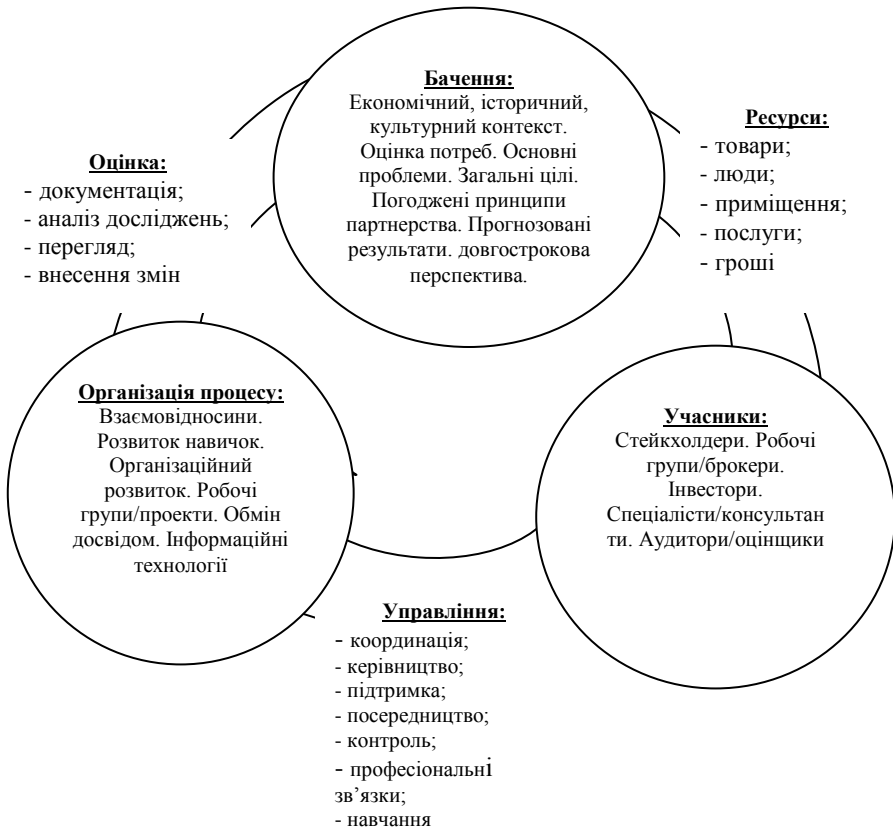 Бачення:
Економічний, історичний,
культурний контекст.
Оцінка потреб. Основні
проблеми. Загальні цілі.
Погоджені принципи
партнерства. Прогнозовані
результати. довгострокова
перспектива.
Оцінка:
- документація;
- аналіз досліджень;
- перегляд;
- внесення змін
Ресурси:
- товари;
- люди;
- приміщення;
- послуги;
- гроші
Організація процесу:
Взаємовідносини.
Розвиток навичок.
Організаційний
розвиток. Робочі
групи/проекти. Обмін
досвідом. Інформаційні
технології
Учасники:
Стейкхолдери. Робочі
групи/брокери.
Інвестори.
Спеціалісти/консультан
ти. Аудитори/оцінщики
Управління:
- координація;
- керівництво;
- підтримка;
- посередництво;
- контроль;
- професіональні
зв’язки;
- навчання